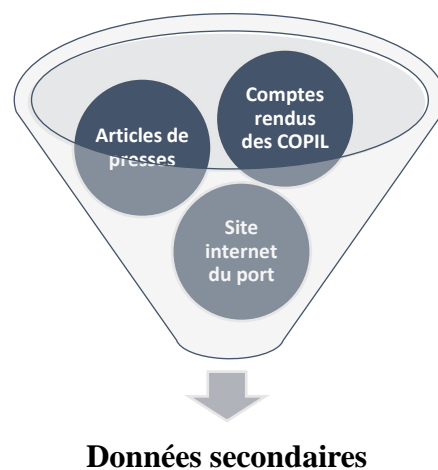 Articles de
presses
Comptes
rendus
des COPIL
Site
internet
du port
Données secondaires